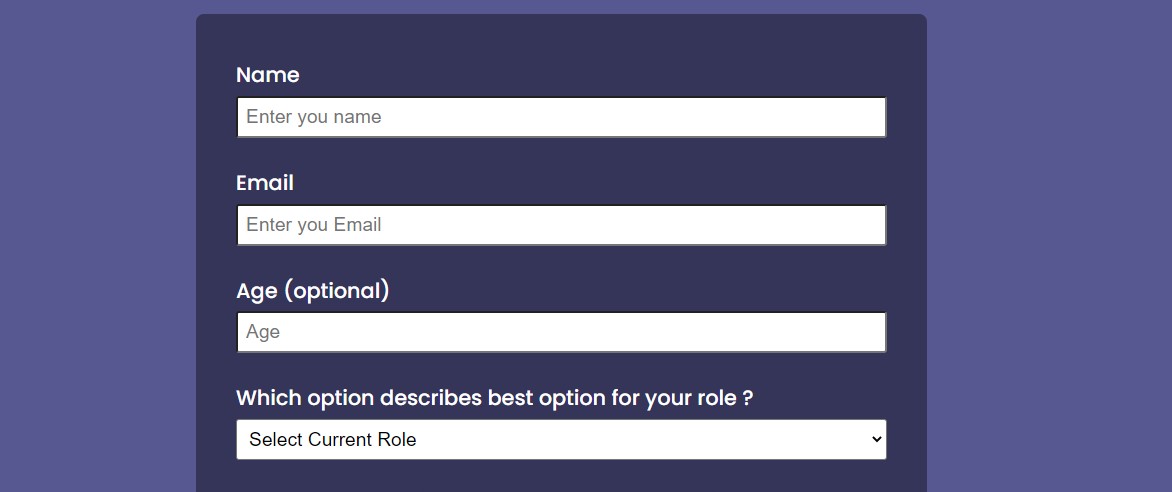 Name
Enter you name
Email
Enter you Email
Age (optional)
Age
Which option describes best option for your role ?
Select Current Role